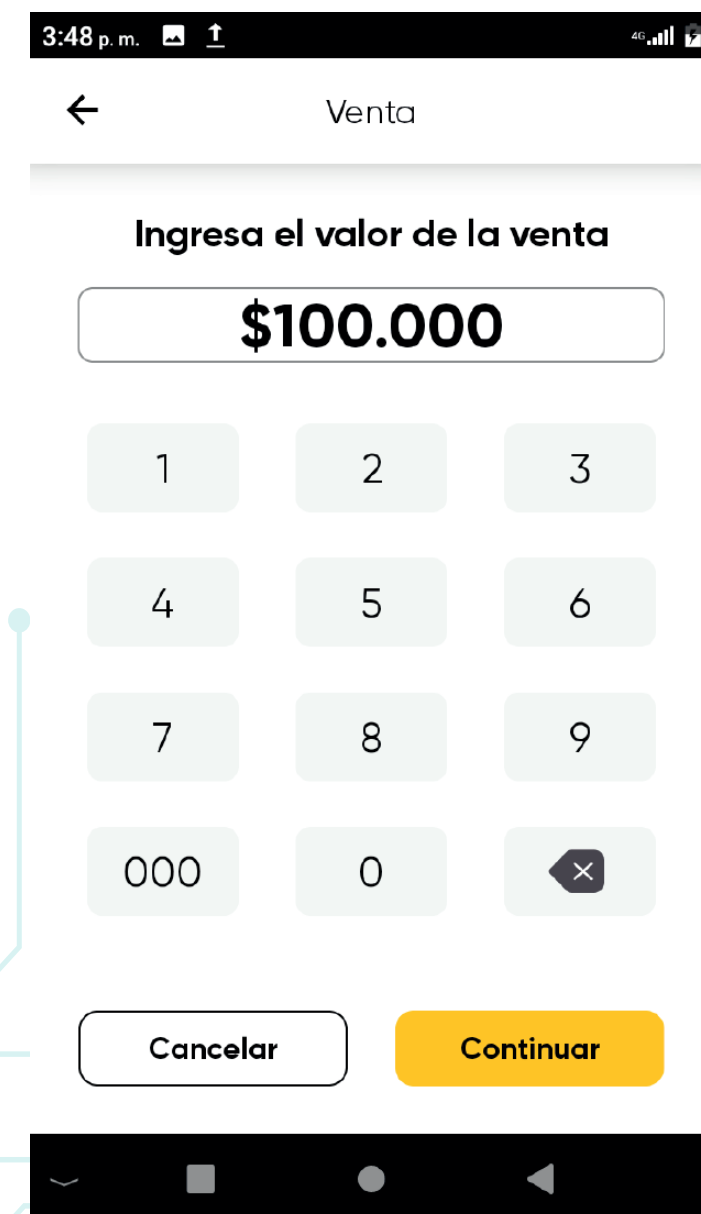 3:48 p. m. 4G
Venta
Ingresa el valor de la venta
$100.000
1 2 3
4 5 6
7 8 9
000 0
Cancelar Continuar